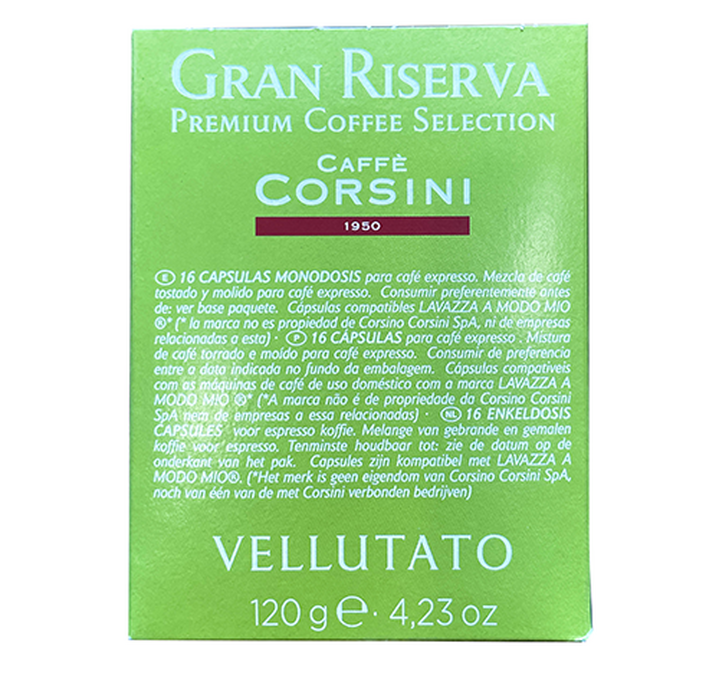 GRAN RISERVA
PREMIUM COFFEE SELECTION
CAFFÈ
CORSINI
1950
E 16 CAPSULAS MONODOSIS para café expresso. Mezcla de café
tostado y molido para café expresso. Consumir preferentemente antes
de: ver base paquete. Cápsulas compatibles LAVAZZA A MODO MIO
®* (* la marca no es propiedad de Corsino Corsini SpA, ni de empresas
relacionadas a esta) · P 16 CÁPSULAS para café expresso. Mistura
de café torrado e moído para café expresso. Consumir de preferencia
entre a data indicada no fundo da embalagem. Cápsulas compatíveis
com as máquinas de café de uso doméstico com a marca LAVAZZA A
MODO MIO ®* (*A marca não é de propriedade da Corsino Corsini
SpA nem de empresas a essa relacionadas) · NL 16 ENKELDOSIS
CAPSULES voor espresso koffie. Melange van gebrande en gemalen
koffie voor espresso. Tenminste houdbaar tot: zie de datum op de
onderkant van het pak. Capsules zijn kompatibel met LAVAZZA A
MODO MIO®. (*Het merk is geen eigendom van Corsino Corsini SpA,
noch van één van de met Corsini verbonden bedrijven)
VELLUTATO
120 g e · 4,23 oz